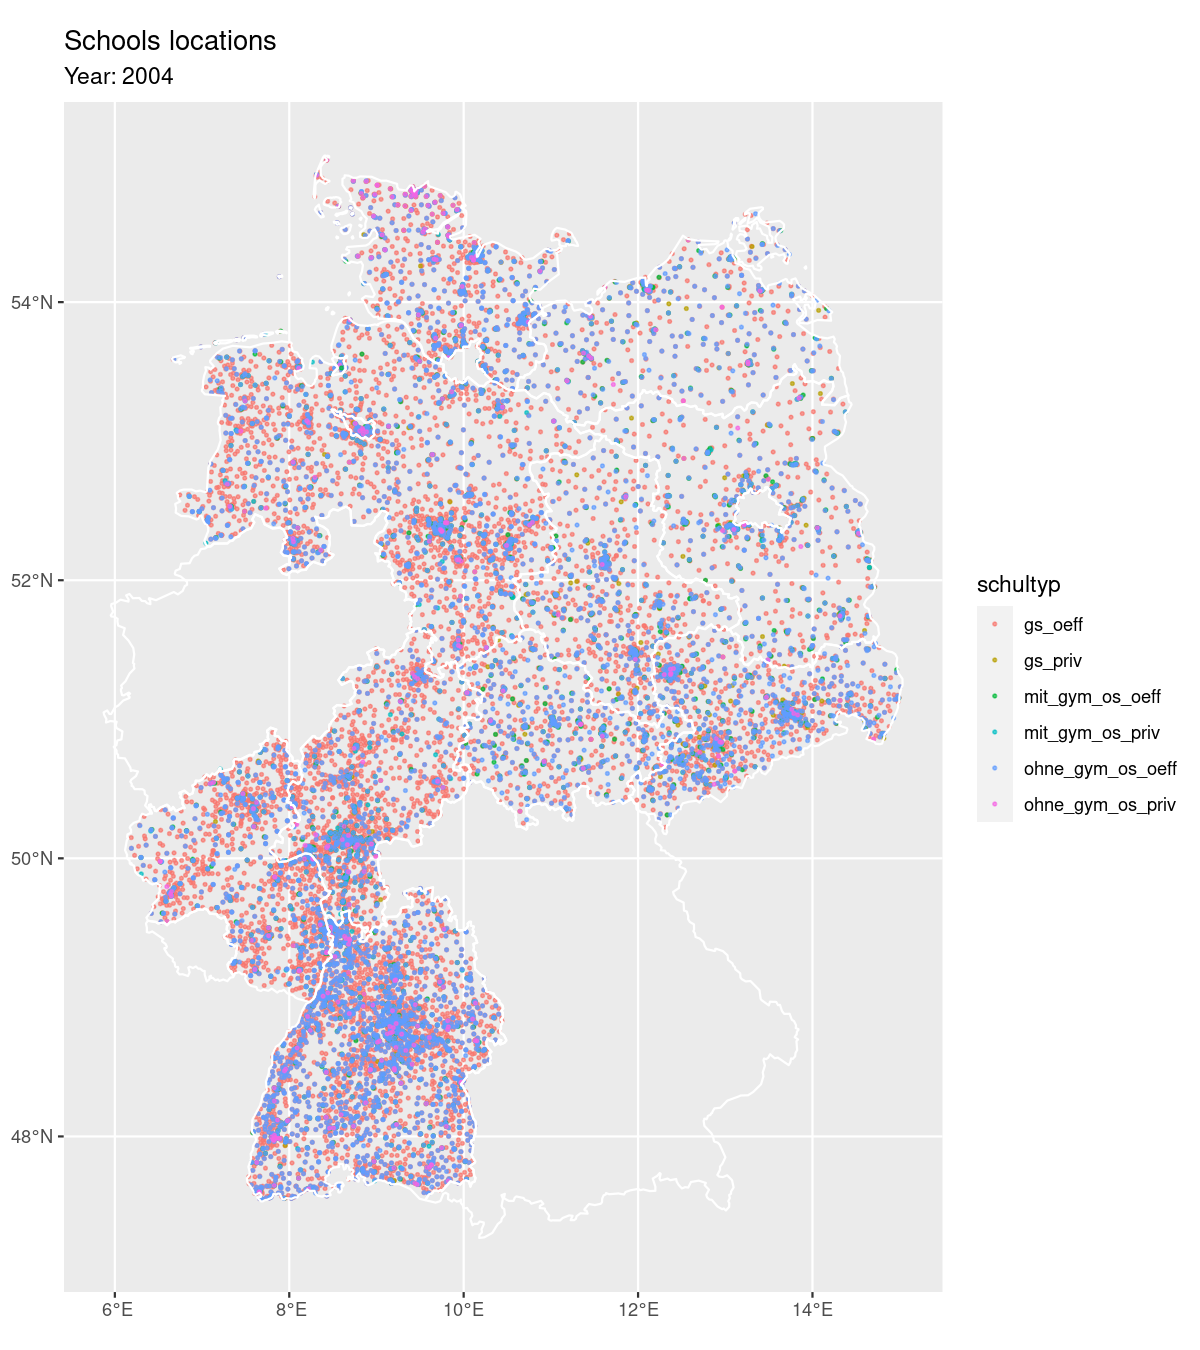 Schools locations
Year: 2004
54°N
52°N
50°N
48°N
6°E
8°E
10°E
12°E
14°E
schultyp
gs_oeff
gs_priv
mit_gym_os_oeff
mit_gym_os_priv
ohne_gym_os_oeff
ohne_gym_os_priv